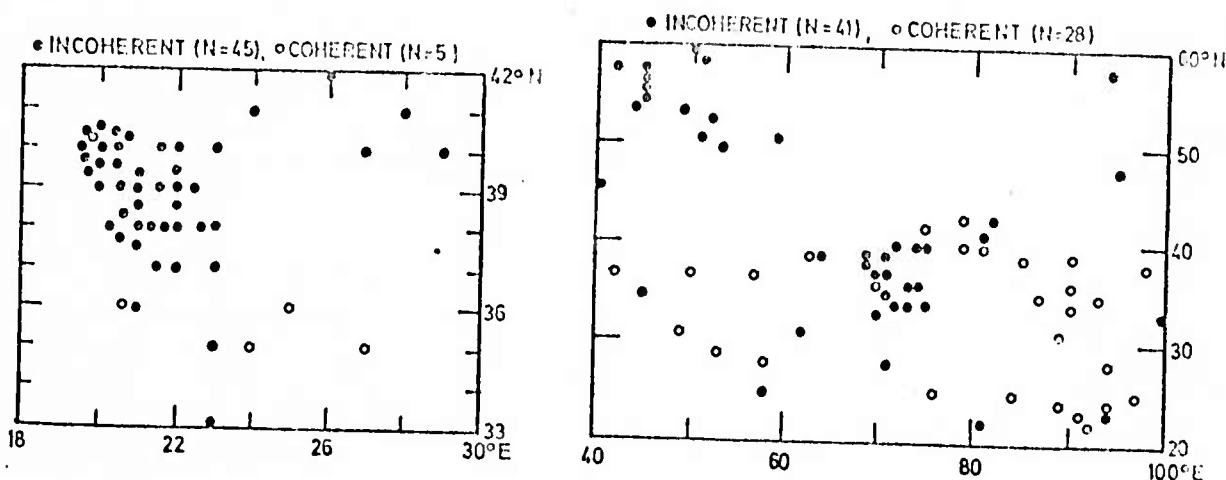 ● INCOHERENT (N=45), ○ COHERENT (N=5)
42°N
39
36
33
18
22
26
30°E
● INCOHERENT (N=41), ○ COHERENT (N=28)
60°N
50
40
30
20
40
60
80
100°E